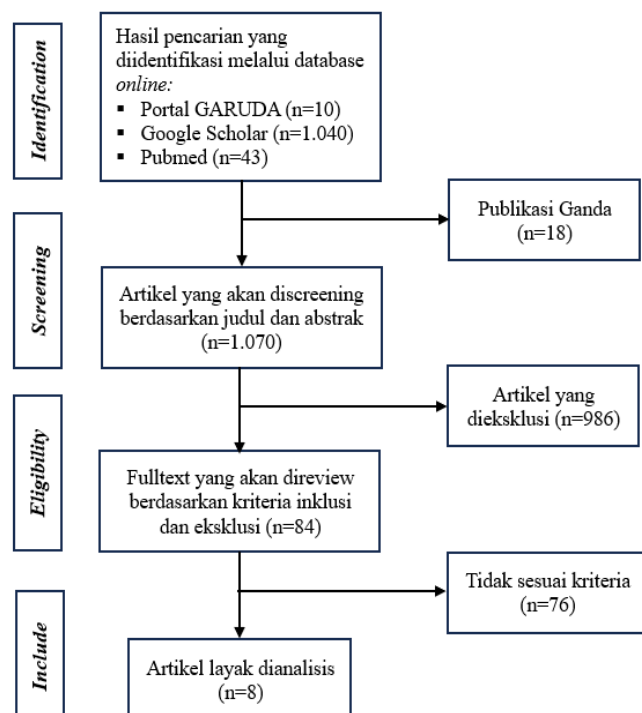 Identification
Hasil pencarian yang
diidentifikasi melalui database
online:
▪ Portal GARUDA (n=10)
▪ Google Scholar (n=1.040)
▪ Pubmed (n=43)
Publikasi Ganda
(n=18)
Screening
Artikel yang akan discreening
berdasarkan judul dan abstrak
(n=1.070)
Artikel yang
dieksklusi (n=986)
Eligibility
Fulltext yang akan direview
berdasarkan kriteria inklusi
dan eksklusi (n=84)
Tidak sesuai kriteria
(n=76)
Include
Artikel layak dianalisis
(n=8)